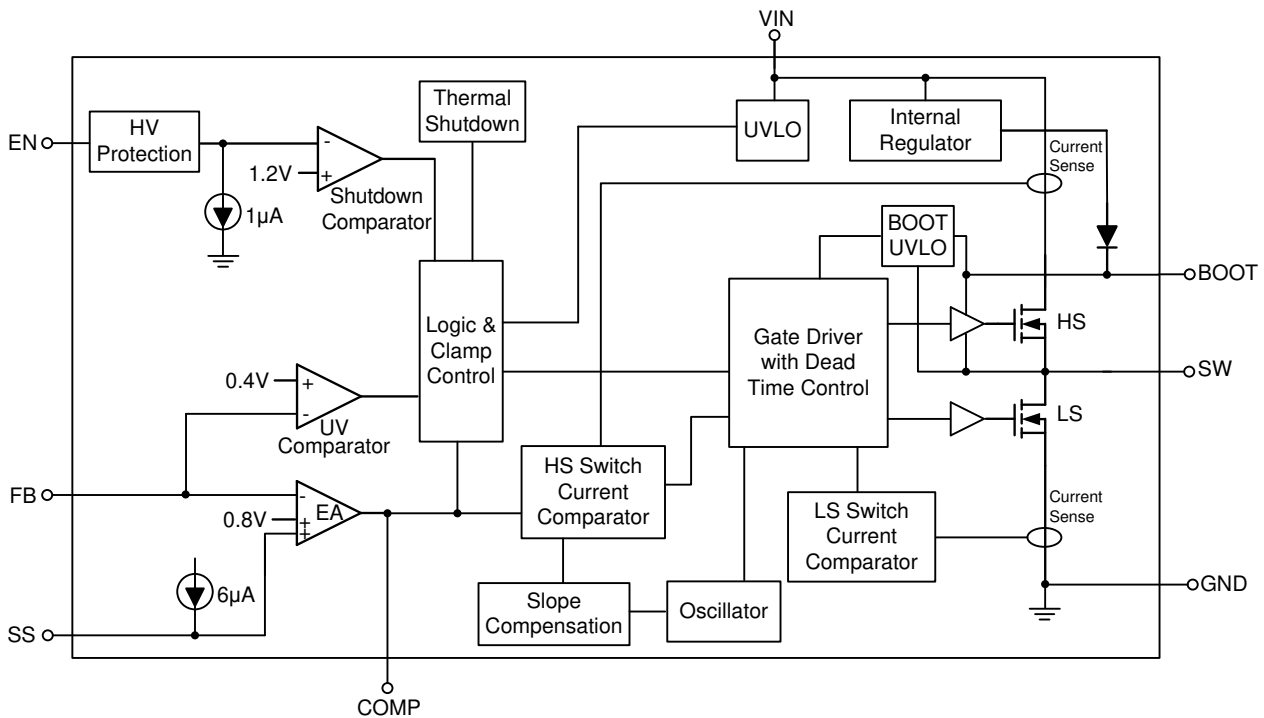 VIN
Thermal
Shutdown
UVLO
Internal
Regulator
Current
Sense
EN
HV
Protection
1.2V
-
+
Shutdown
Comparator
1µA
BOOT
UVLO
BOOT
Logic &
Clamp
Control
Gate Driver
with Dead
Time Control
HS
SW
0.4V
+
-
UV
Comparator
LS
HS Switch
Current
Comparator
FB
-
EA
0.8V
+
+
LS Switch
Current
Comparator
Current
Sense
6µA
Slope
Compensation
Oscillator
GND
SS
COMP